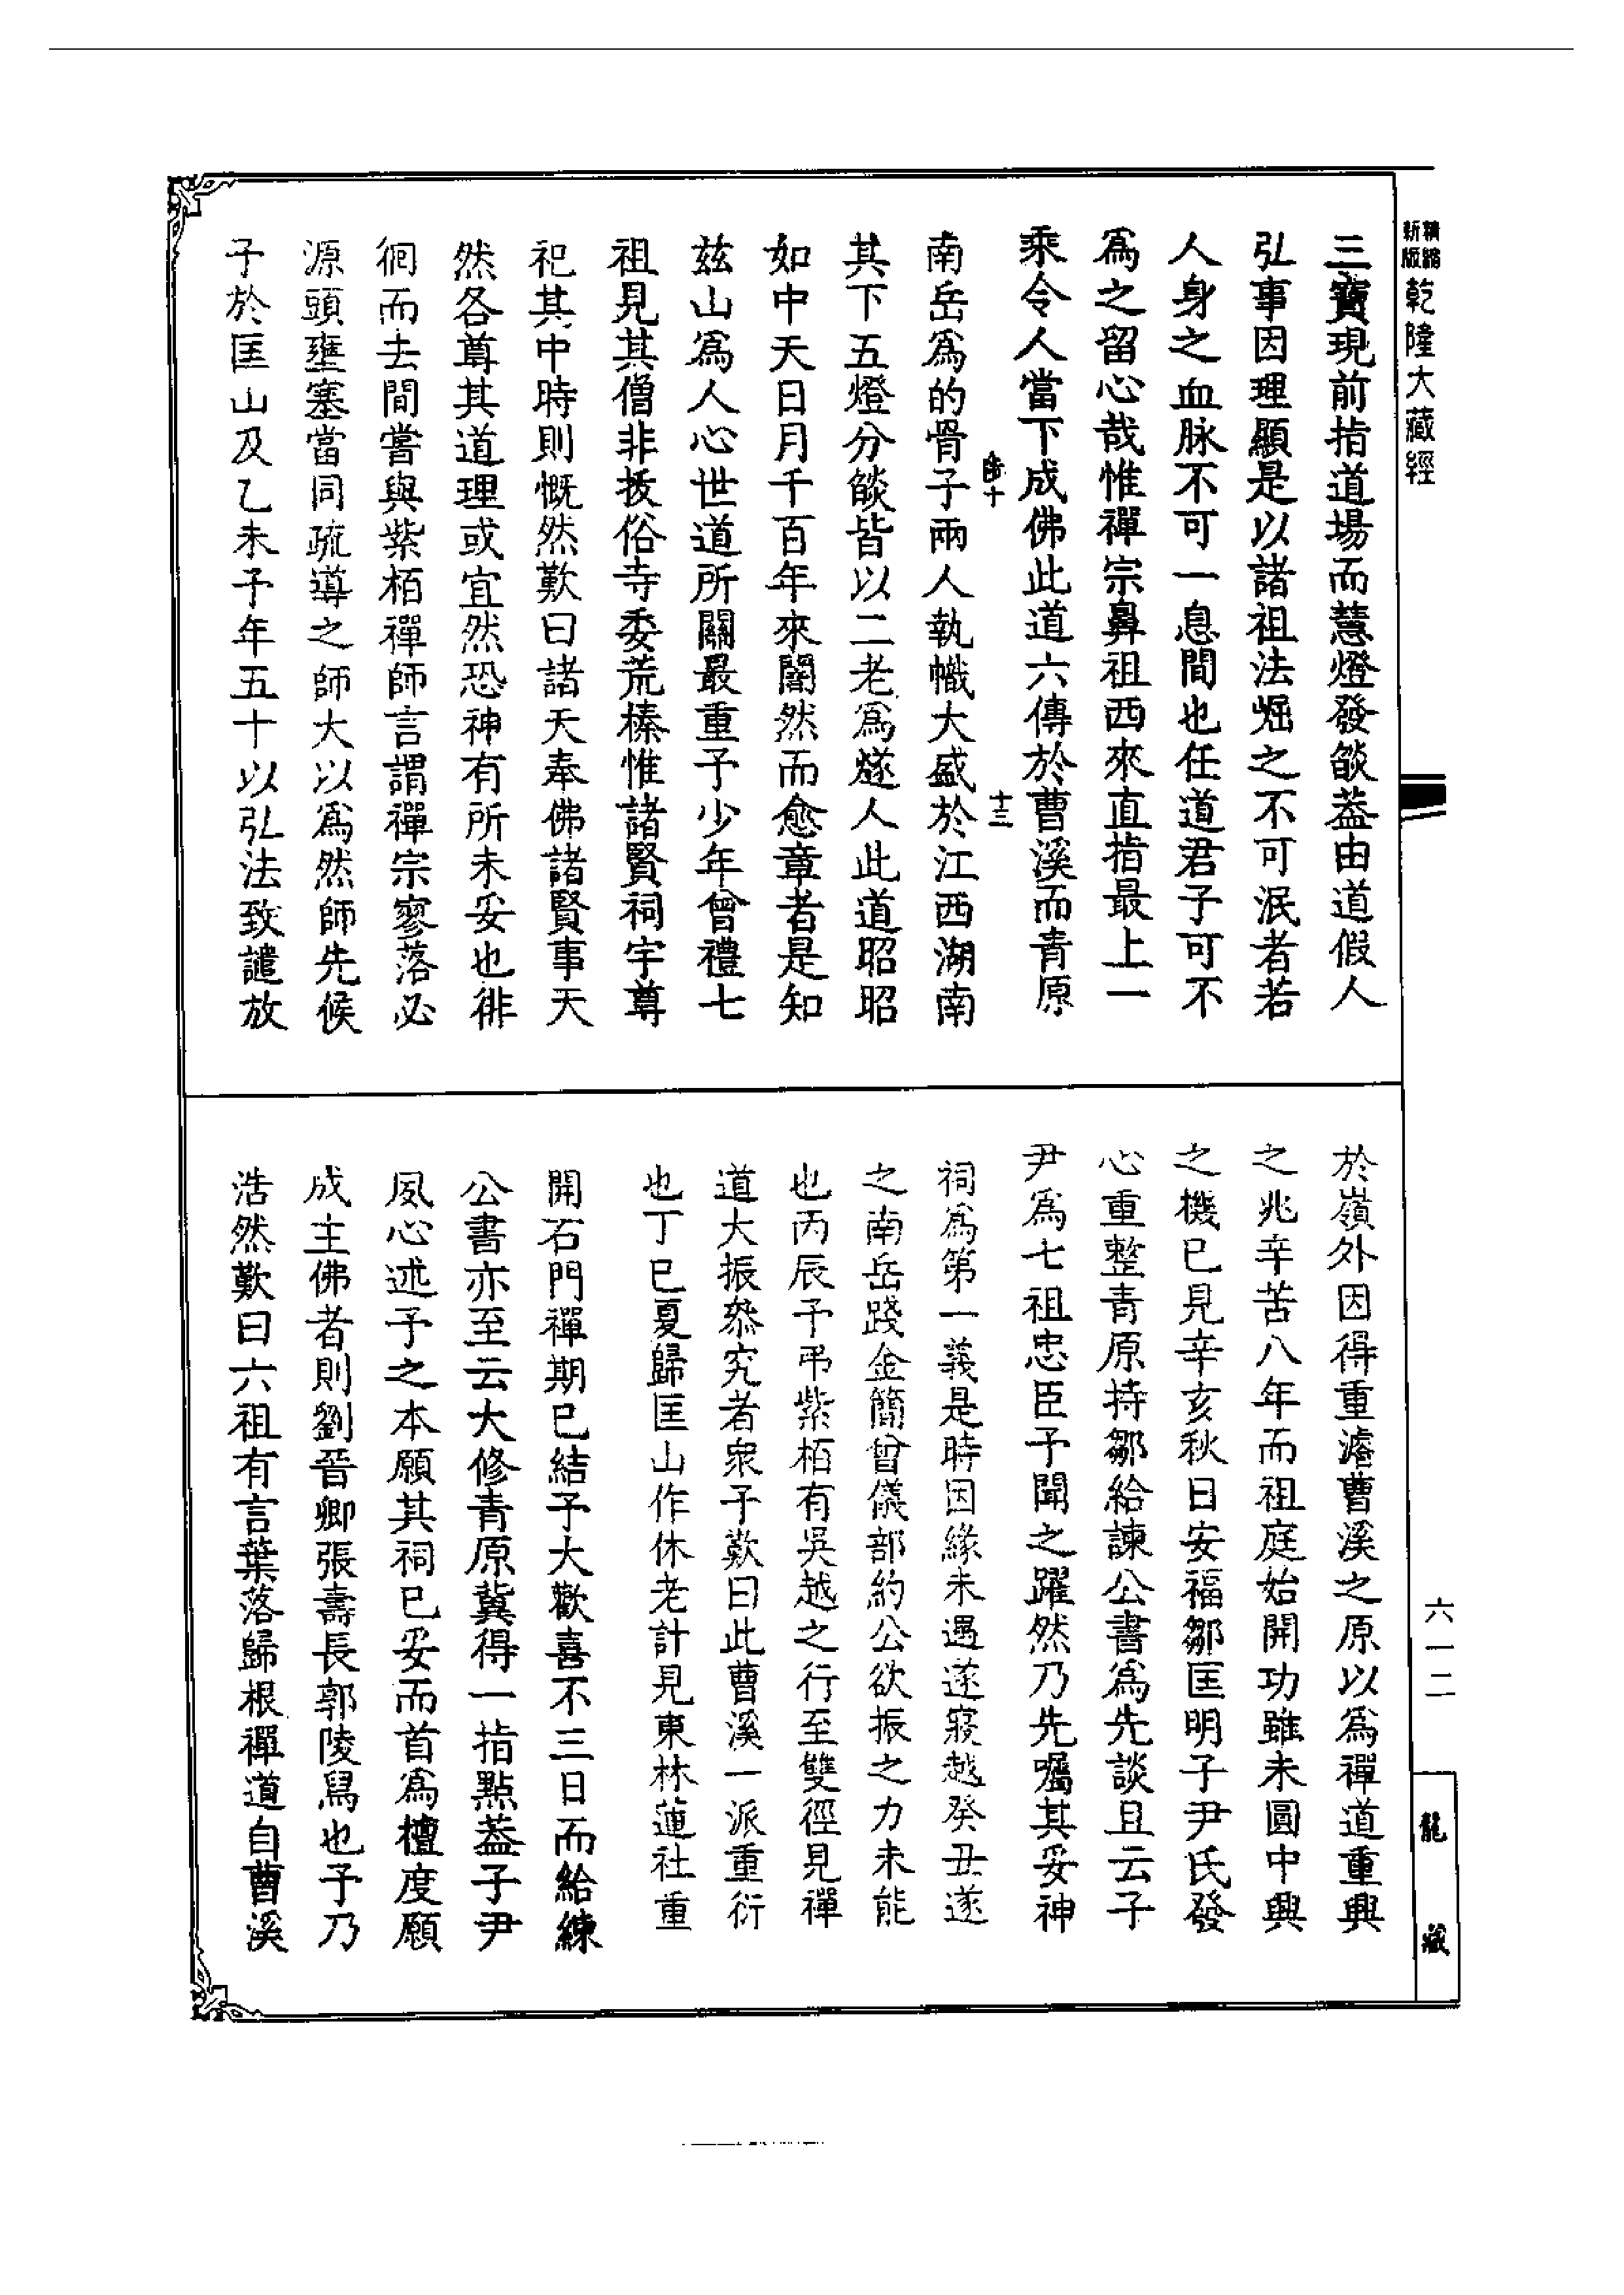 精縮
新版
乾隆大藏經
三寶現前指道場而慧燈發燄葢由道假人
弘事因理顯是以諸祖法堀之不可泯者若
人身之血脉不可一息間也任道君子可不
爲之留心哉惟禪宗鼻祖西來直指最上一
乘令人當下成佛此道六傳於曹溪而青原
十三
南岳爲的骨子兩人執幟大盛於江西湖南
其下五燈分燄皆以二老爲燧人此道昭昭
如中天日月千百年來闇然而愈章者是知
茲山爲人心世道所關最重予少年曾禮七
祖見其僧非拔俗寺委荒榛惟諸賢祠宇尊
祀其中時則慨然歎曰諸天奉佛諸賢事天
然各尊其道理或宜然恐神有所未妥也徘
徊而去間嘗與紫栢禪師言謂禪宗寥落必
源頭壅塞當同疏導之師大以爲然師先候
子於匡山及乙未予年五十以弘法致譴放
於嶺外因得重濬曹溪之原以爲禪道重興
之兆辛苦八年而祖庭始開功雖未圓中興
之機已見辛亥秋日安福鄒匡明子尹氏發
心重整青原持鄒給諫公書爲先談且云子
尹爲七祖忠臣予聞之躍然乃先囑其妥神
祠爲第一義是時因緣未遇遂寢越癸丑遂
之南岳踐金簡曾儀部約公欲振之力未能
也丙辰予弔紫栢有吳越之行至雙徑見禪
道大振叅究者衆予歎曰此曹溪一派重衍
也丁巳夏歸匡山作休老計見東林蓮社重
開石門禪期已結予大歡喜不三日而給練
公書亦至云大修青原冀得一指點葢子尹
夙心述予之本願其祠已妥而首爲檀度願
成主佛者則劉晉卿張壽長郭陵舄也予乃
浩然歎曰六祖有言葉落歸根禪道自曹溪
六一二
龍藏